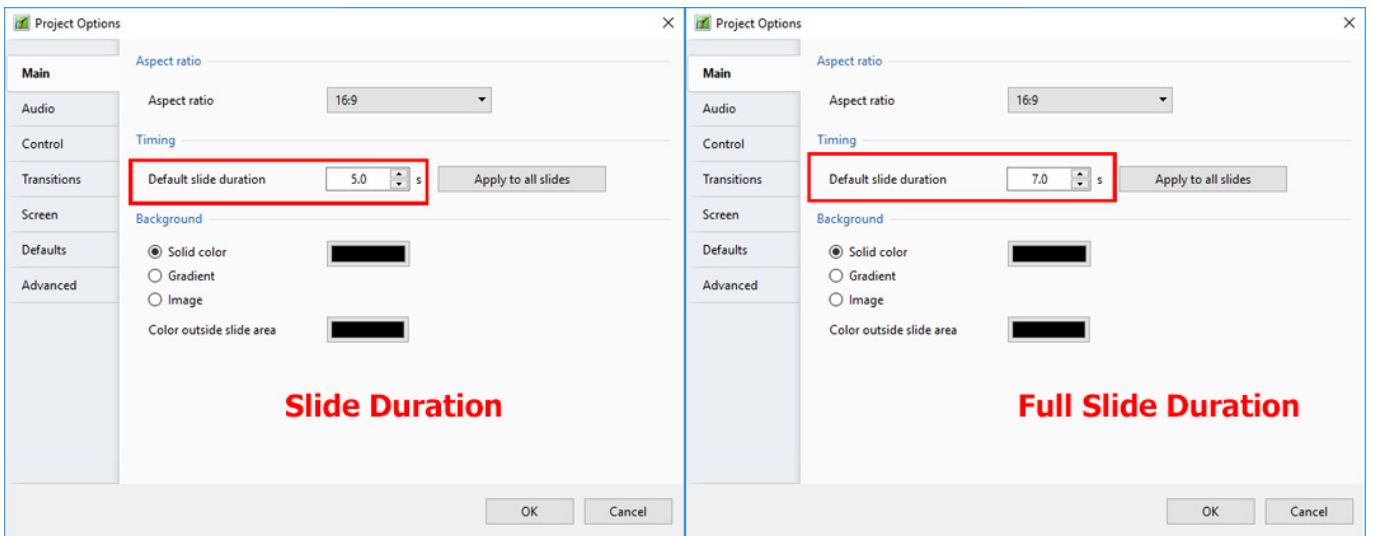 Project Options
Main
Audio
Control
Transitions
Screen
Defaults
Advanced
Aspect ratio
Aspect ratio 16:9
Timing
Default slide duration 5.0 s Apply to all slides
Background
Solid color
Gradient
Image
Color outside slide area
Slide Duration
OK Cancel
Project Options
Main
Audio
Control
Transitions
Screen
Defaults
Advanced
Aspect ratio
Aspect ratio 16:9
Timing
Default slide duration 7.0 s Apply to all slides
Background
Solid color
Gradient
Image
Color outside slide area
Full Slide Duration
OK Cancel